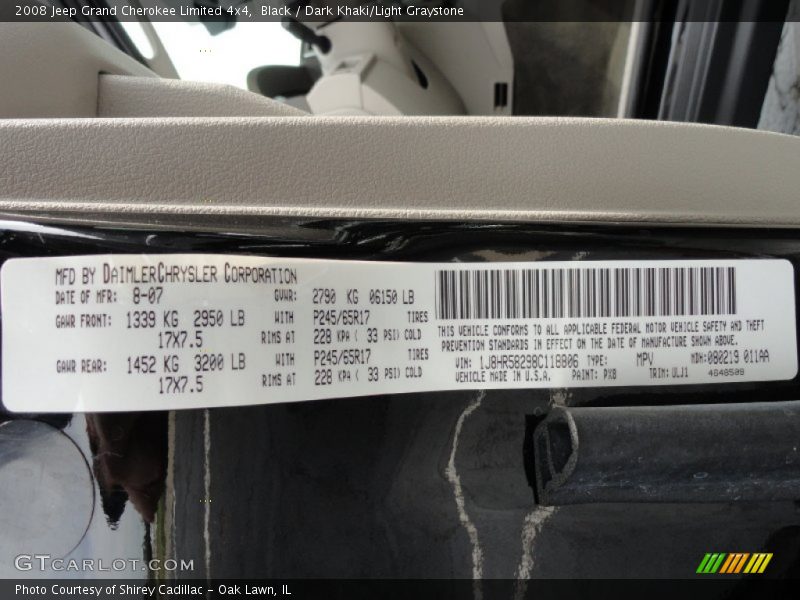 2008 Jeep Grand Cherokee Limited 4x4, Black / Dark Khaki/Light Graystone
MFD BY DAIMLERCHRYSLER CORPORATION
DATE OF MFR: 8-07 GVWR: 2790 KG 06150 LB
GAWR FRONT: 1339 KG 2950 LB WITH P245/65R17 TIRES
17X7.5 RIMS AT 228 KPA ( 33 PSI) COLD
GAWR REAR: 1452 KG 3200 LB WITH P245/65R17 TIRES
17X7.5 RIMS AT 228 KPA ( 33 PSI) COLD
THIS VEHICLE CONFORMS TO ALL APPLICABLE FEDERAL MOTOR VEHICLE SAFETY AND THEFT
PREVENTION STANDARDS IN EFFECT ON THE DATE OF MANUFACTURE SHOWN ABOVE.
VIN: 1J8HR58298C118806 TYPE: MPV MDH: 080219 011AA
VEHICLE MADE IN U.S.A. PAINT: PX8 TRIM: ULJ1 4648509
GTCARLOT.COM
Photo Courtesy of Shirey Cadillac - Oak Lawn, IL